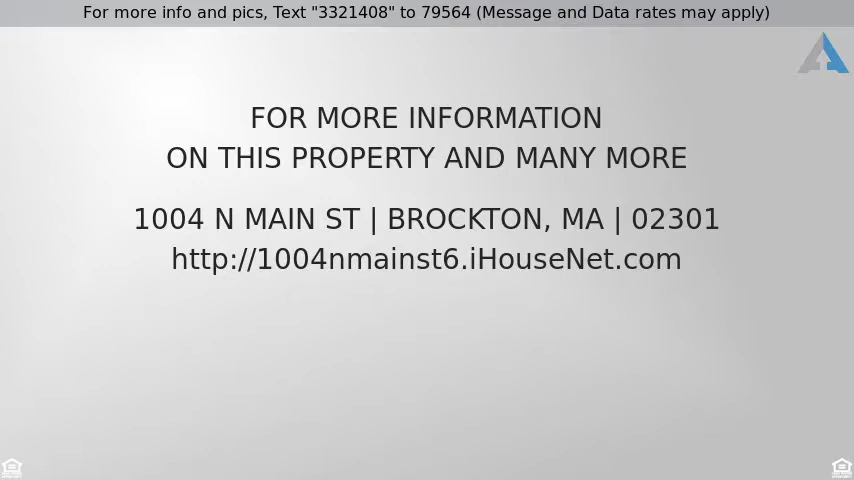 For more info and pics, Text "3321408" to 79564 (Message and Data rates may apply)
FOR MORE INFORMATION
ON THIS PROPERTY AND MANY MORE
1004 N MAIN ST | BROCKTON, MA | 02301
http://1004nmainst6.iHouseNet.com